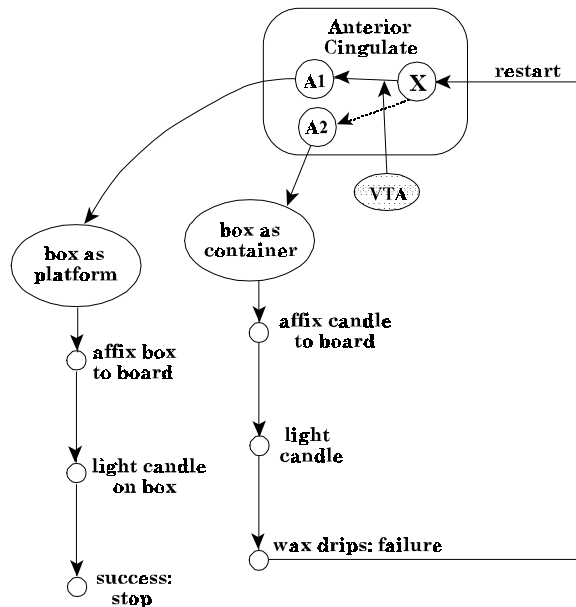 Anterior
Cingulate
restart
A1
X
A2
VTA
box as
platform
box as
container
affix box
to board
affix candle
to board
light candle
on box
light
candle
success:
stop
wax drips: failure